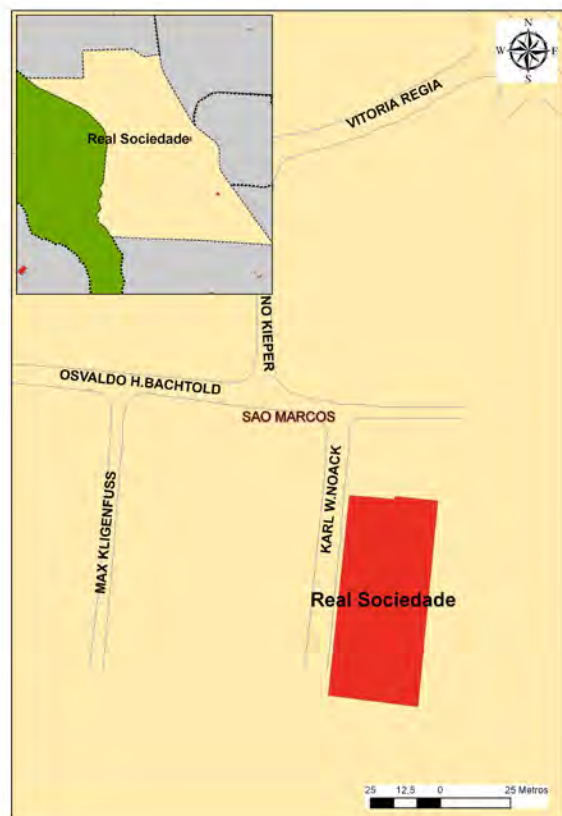 N
W E
S
VITORIA REGIA
Real Sociedade
NO KIEPER
OSVALDO H.BACHTOLD
SAO MARCOS
MAX KLIGENFUSS
KARL W.NOACK
Real Sociedade
25 12,5 0 25 Metros